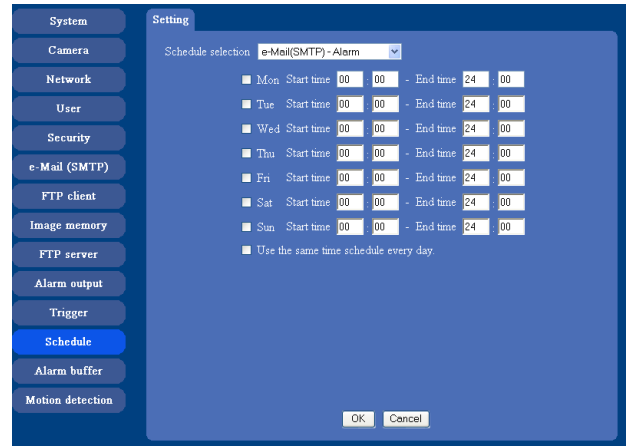 System
Camera
Network
User
Security
e-Mail (SMTP)
FTP client
Image memory
FTP server
Alarm output
Trigger
Schedule
Alarm buffer
Motion detection
Setting
Schedule selection e-Mail(SMTP) - Alarm
Mon Start time 00 : 00 - End time 24 : 00
Tue Start time 00 : 00 - End time 24 : 00
Wed Start time 00 : 00 - End time 24 : 00
Thu Start time 00 : 00 - End time 24 : 00
Fri Start time 00 : 00 - End time 24 : 00
Sat Start time 00 : 00 - End time 24 : 00
Sun Start time 00 : 00 - End time 24 : 00
Use the same time schedule every day.
OK Cancel